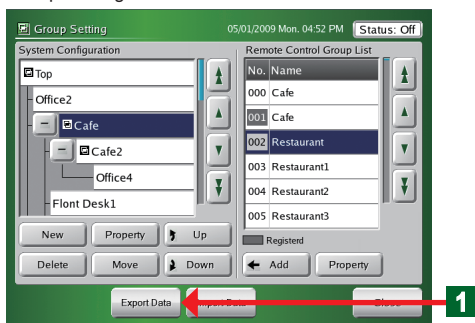 Group Setting
05/01/2009 Mon. 04:52 PM
Status: Off
System Configuration
Top
Office2
Cafe
Cafe2
Office4
Flont Desk1
New
Property
Up
Delete
Move
Down
Remote Control Group List
No. Name
000 Cafe
001 Cafe
002 Restaurant
003 Restaurant1
004 Restaurant2
005 Restaurant3
Registerd
Add
Property
Export Data
Data
1